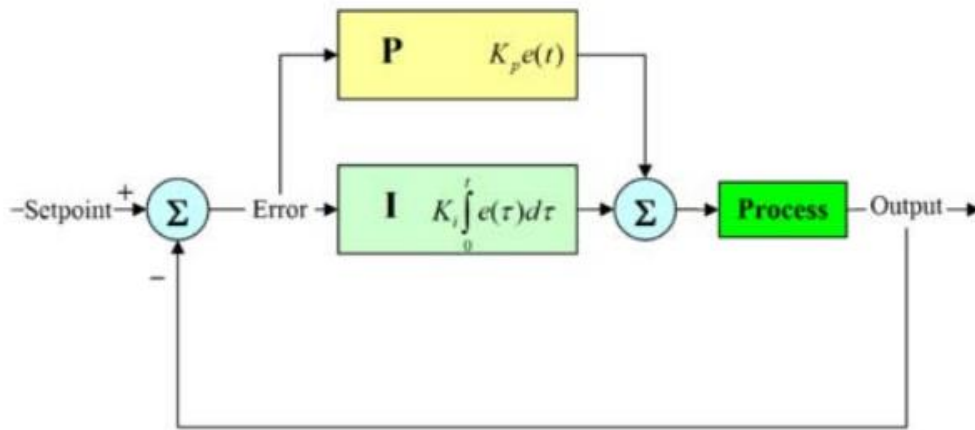 P K_p e(t)
–Setpoint + Σ Error I K_i ∫_0^t e(τ)dτ Σ Process Output
–